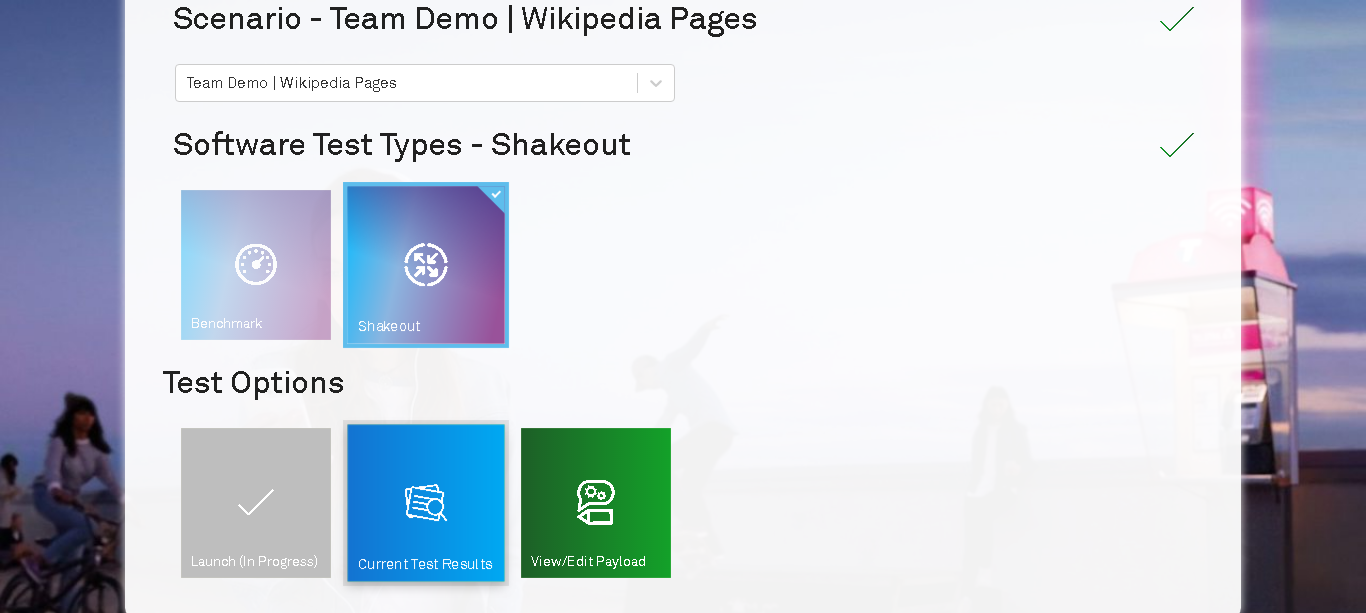 Scenario - Team Demo | Wikipedia Pages
Team Demo | Wikipedia Pages
Software Test Types - Shakeout
Benchmark
Shakeout
Test Options
Launch (In Progress)
Current Test Results
View/Edit Payload